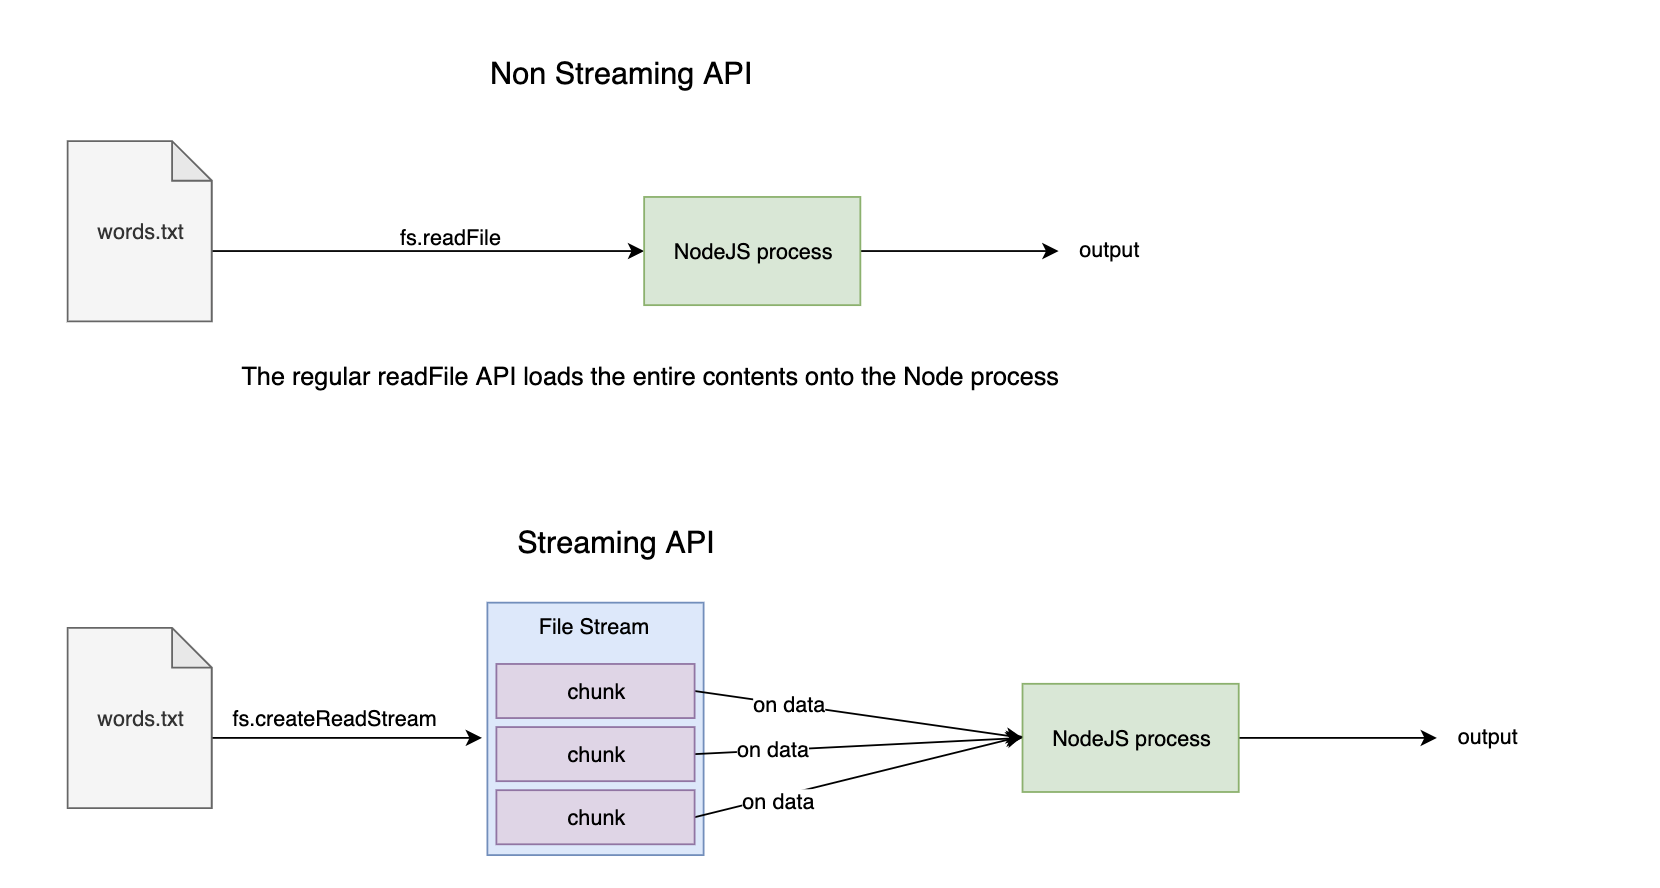 Non Streaming API
words.txt
fs.readFile
NodeJS process
output
The regular readFile API loads the entire contents onto the Node process
Streaming API
words.txt
fs.createReadStream
File Stream
chunk
chunk
chunk
on data
on data
on data
NodeJS process
output